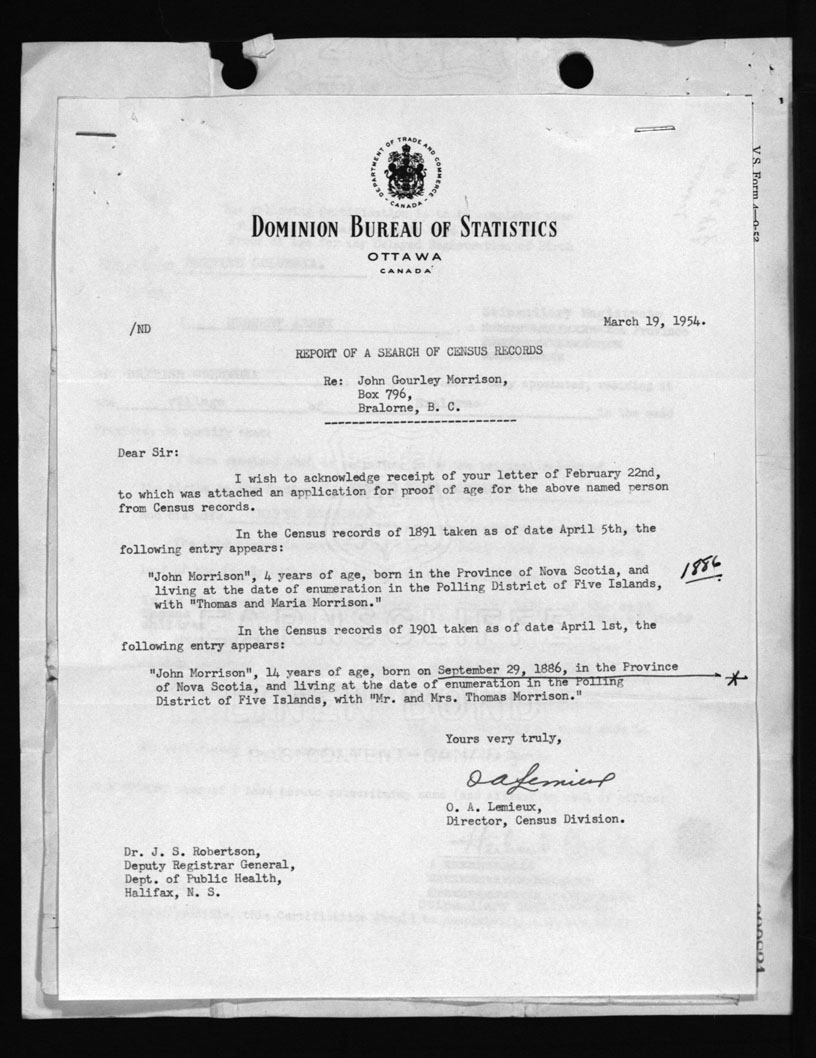 DEPARTMENT OF TRADE AND COMMERCE
CANADA
DOMINION BUREAU OF STATISTICS
OTTAWA
CANADA
V.S. Form
/ND
March 19, 1954.
REPORT OF A SEARCH OF CENSUS RECORDS
Re: John Gourley Morrison,
Box 796,
Bralorne, B. C.
Dear Sir:
I wish to acknowledge receipt of your letter of February 22nd,
to which was attached an application for proof of age for the above named person
from Census records.
In the Census records of 1891 taken as of date April 5th, the
following entry appears:
"John Morrison", 4 years of age, born in the Province of Nova Scotia, and
living at the date of enumeration in the Polling District of Five Islands,
with "Thomas and Maria Morrison."
1886
In the Census records of 1901 taken as of date April 1st, the
following entry appears:
"John Morrison", 14 years of age, born on September 29, 1886, in the Province
of Nova Scotia, and living at the date of enumeration in the Polling
District of Five Islands, with "Mr. and Mrs. Thomas Morrison."
Yours very truly,
O A Lemieux
O. A. Lemieux,
Director, Census Division.
Dr. J. S. Robertson,
Deputy Registrar General,
Dept. of Public Health,
Halifax, N. S.